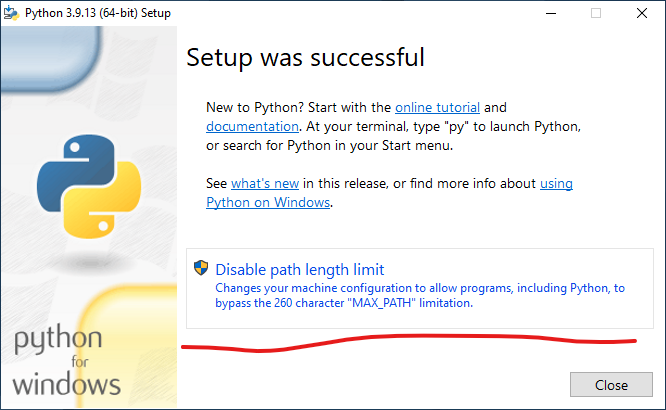 Python 3.9.13 (64-bit) Setup
Setup was successful
New to Python? Start with the online tutorial and
documentation. At your terminal, type "py" to launch Python,
or search for Python in your Start menu.
See what's new in this release, or find more info about using
Python on Windows.
Disable path length limit
Changes your machine configuration to allow programs, including Python, to
bypass the 260 character "MAX_PATH" limitation.
python
for
windows
Close